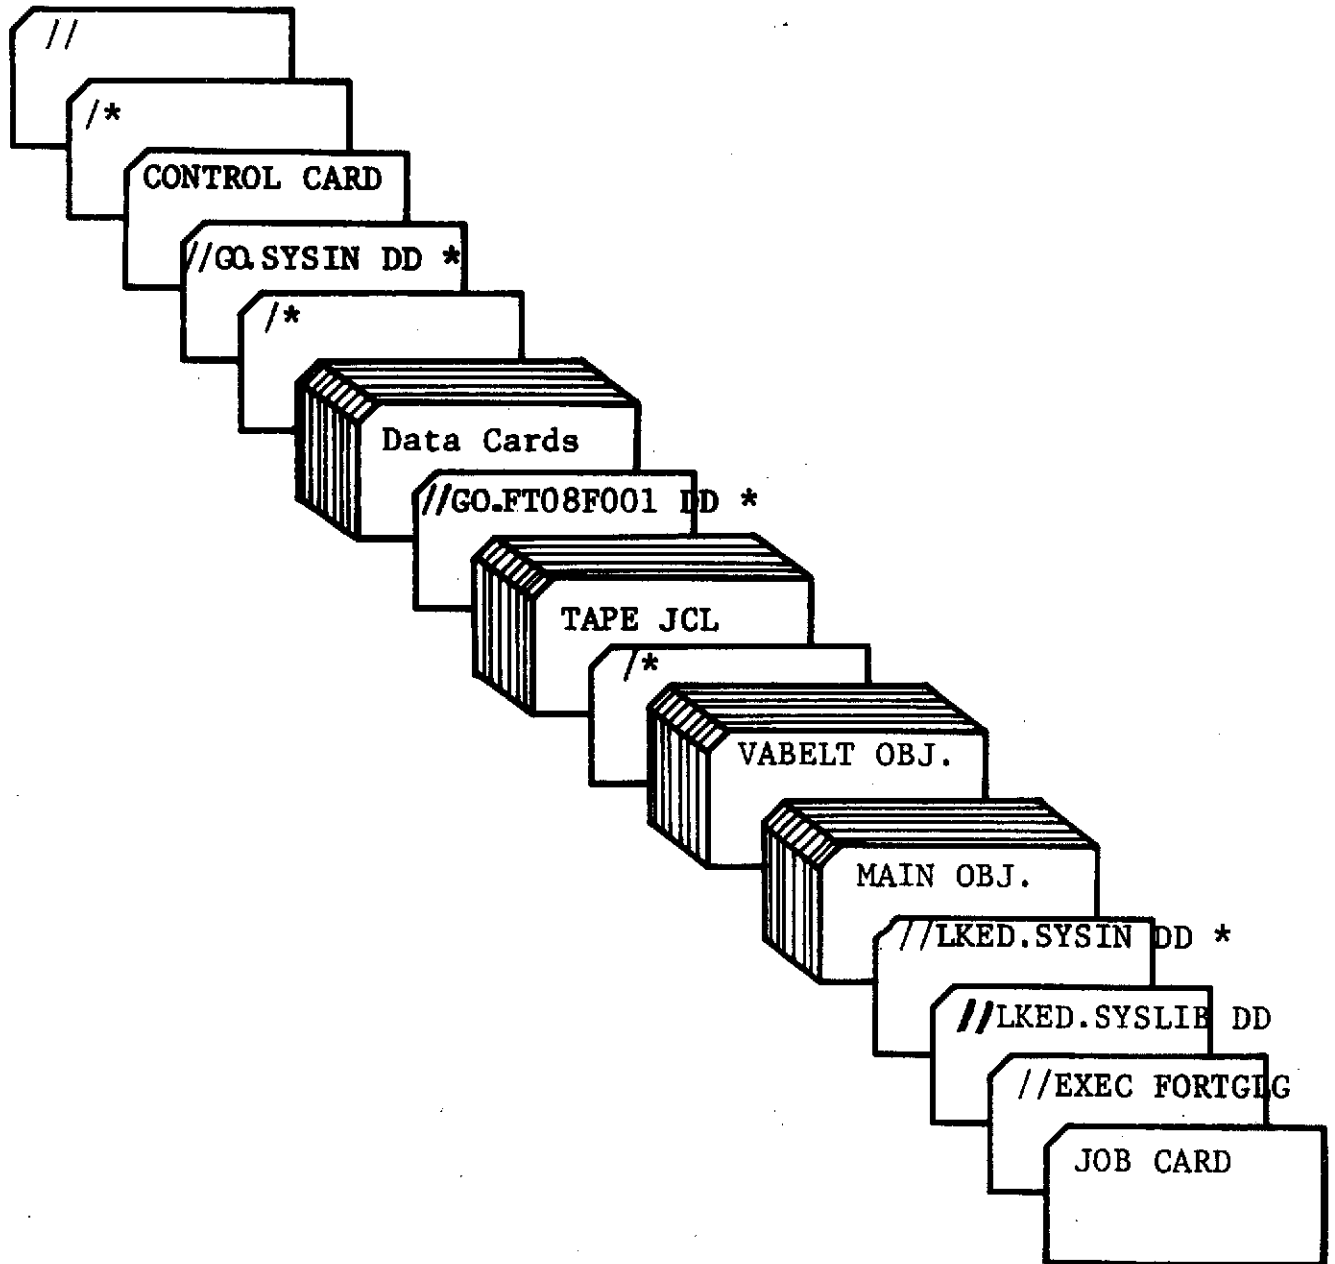 //
/*
CONTROL CARD
//GO.SYSIN DD *
/*
Data Cards
//GO.FT08F001 DD *
TAPE JCL
/*
VABELT OBJ.
MAIN OBJ.
//LKED.SYSIN DD *
//LKED.SYSLIB DD
//EXEC FORTGLG
JOB CARD